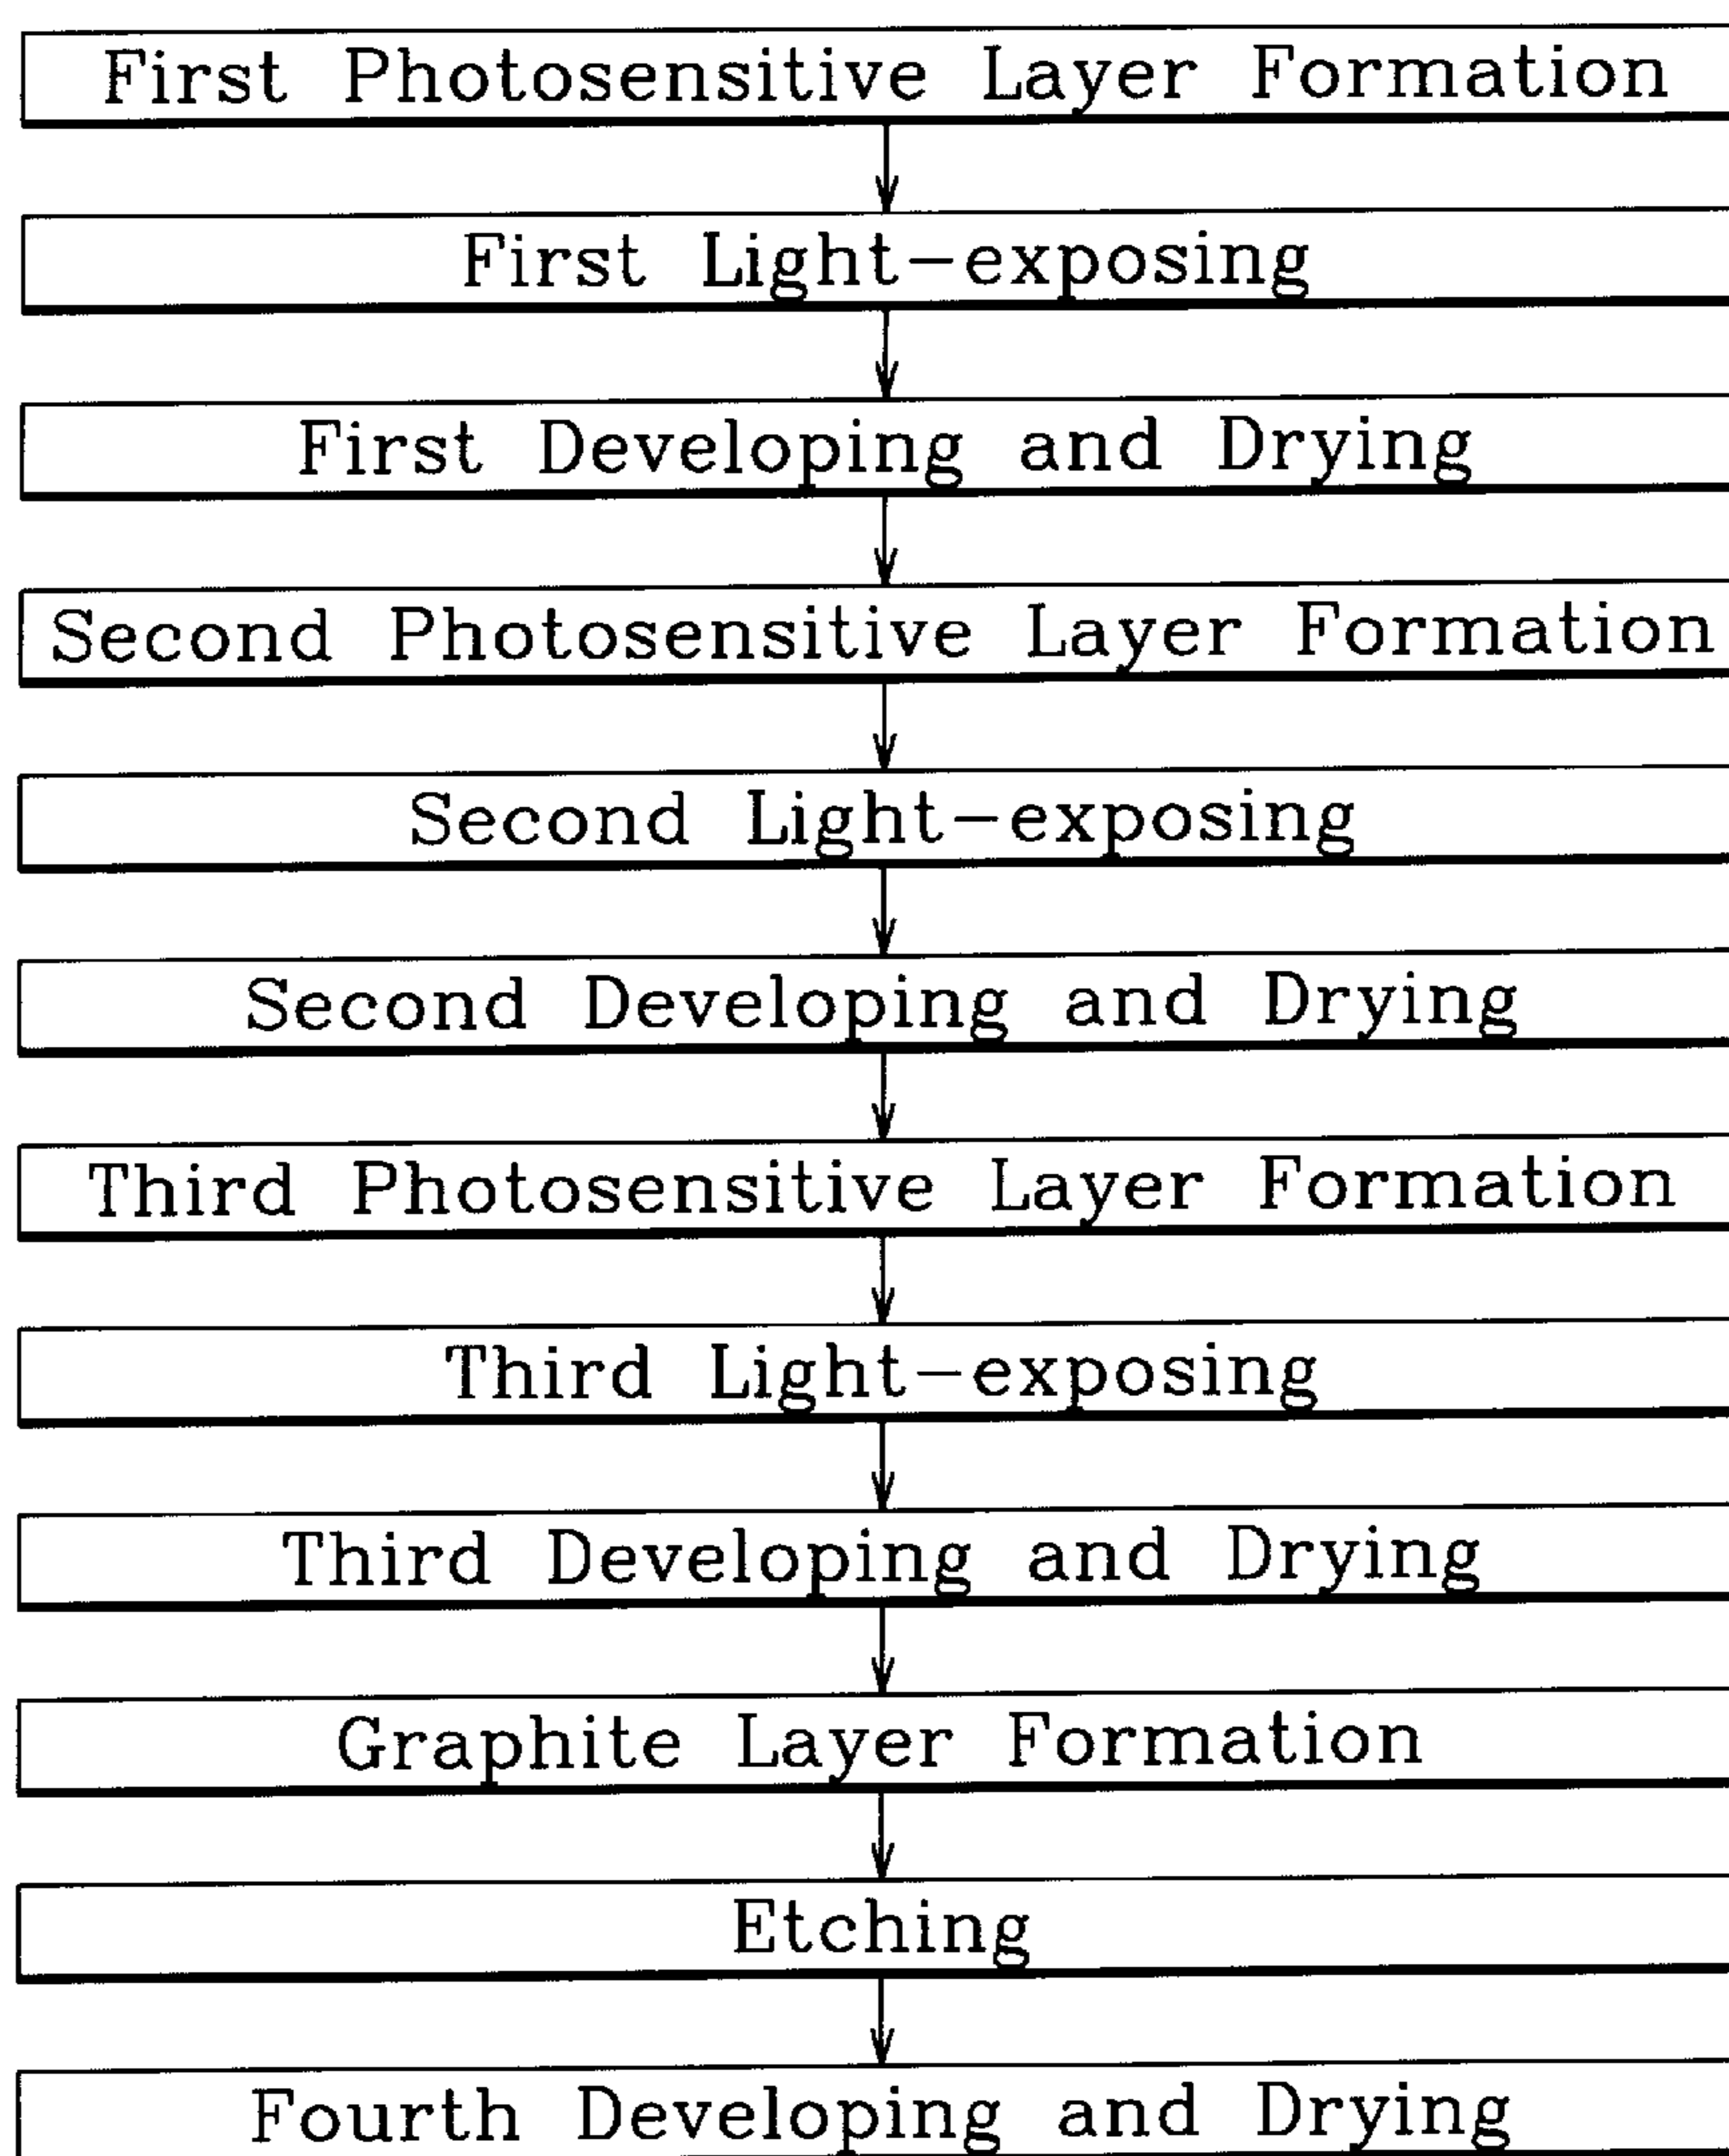 First Photosensitive Layer Formation
First Light-exposing
First Developing and Drying
Second Photosensitive Layer Formation
Second Light-exposing
Second Developing and Drying
Third Photosensitive Layer Formation
Third Light-exposing
Third Developing and Drying
Graphite Layer Formation
Etching
Fourth Developing and Drying